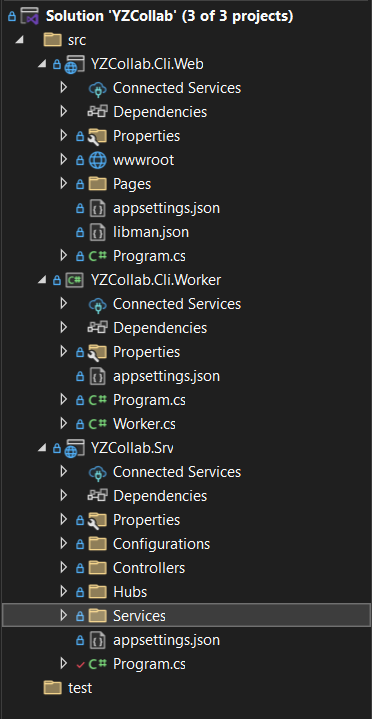 Solution 'YZCollab' (3 of 3 projects)
src
YZCollab.Cli.Web
Connected Services
Dependencies
Properties
wwwroot
Pages
appsettings.json
libman.json
C# Program.cs
C# YZCollab.Cli.Worker
Connected Services
Dependencies
Properties
appsettings.json
C# Program.cs
C# Worker.cs
YZCollab.Srv
Connected Services
Dependencies
Properties
Configurations
Controllers
Hubs
Services
appsettings.json
C# Program.cs
test